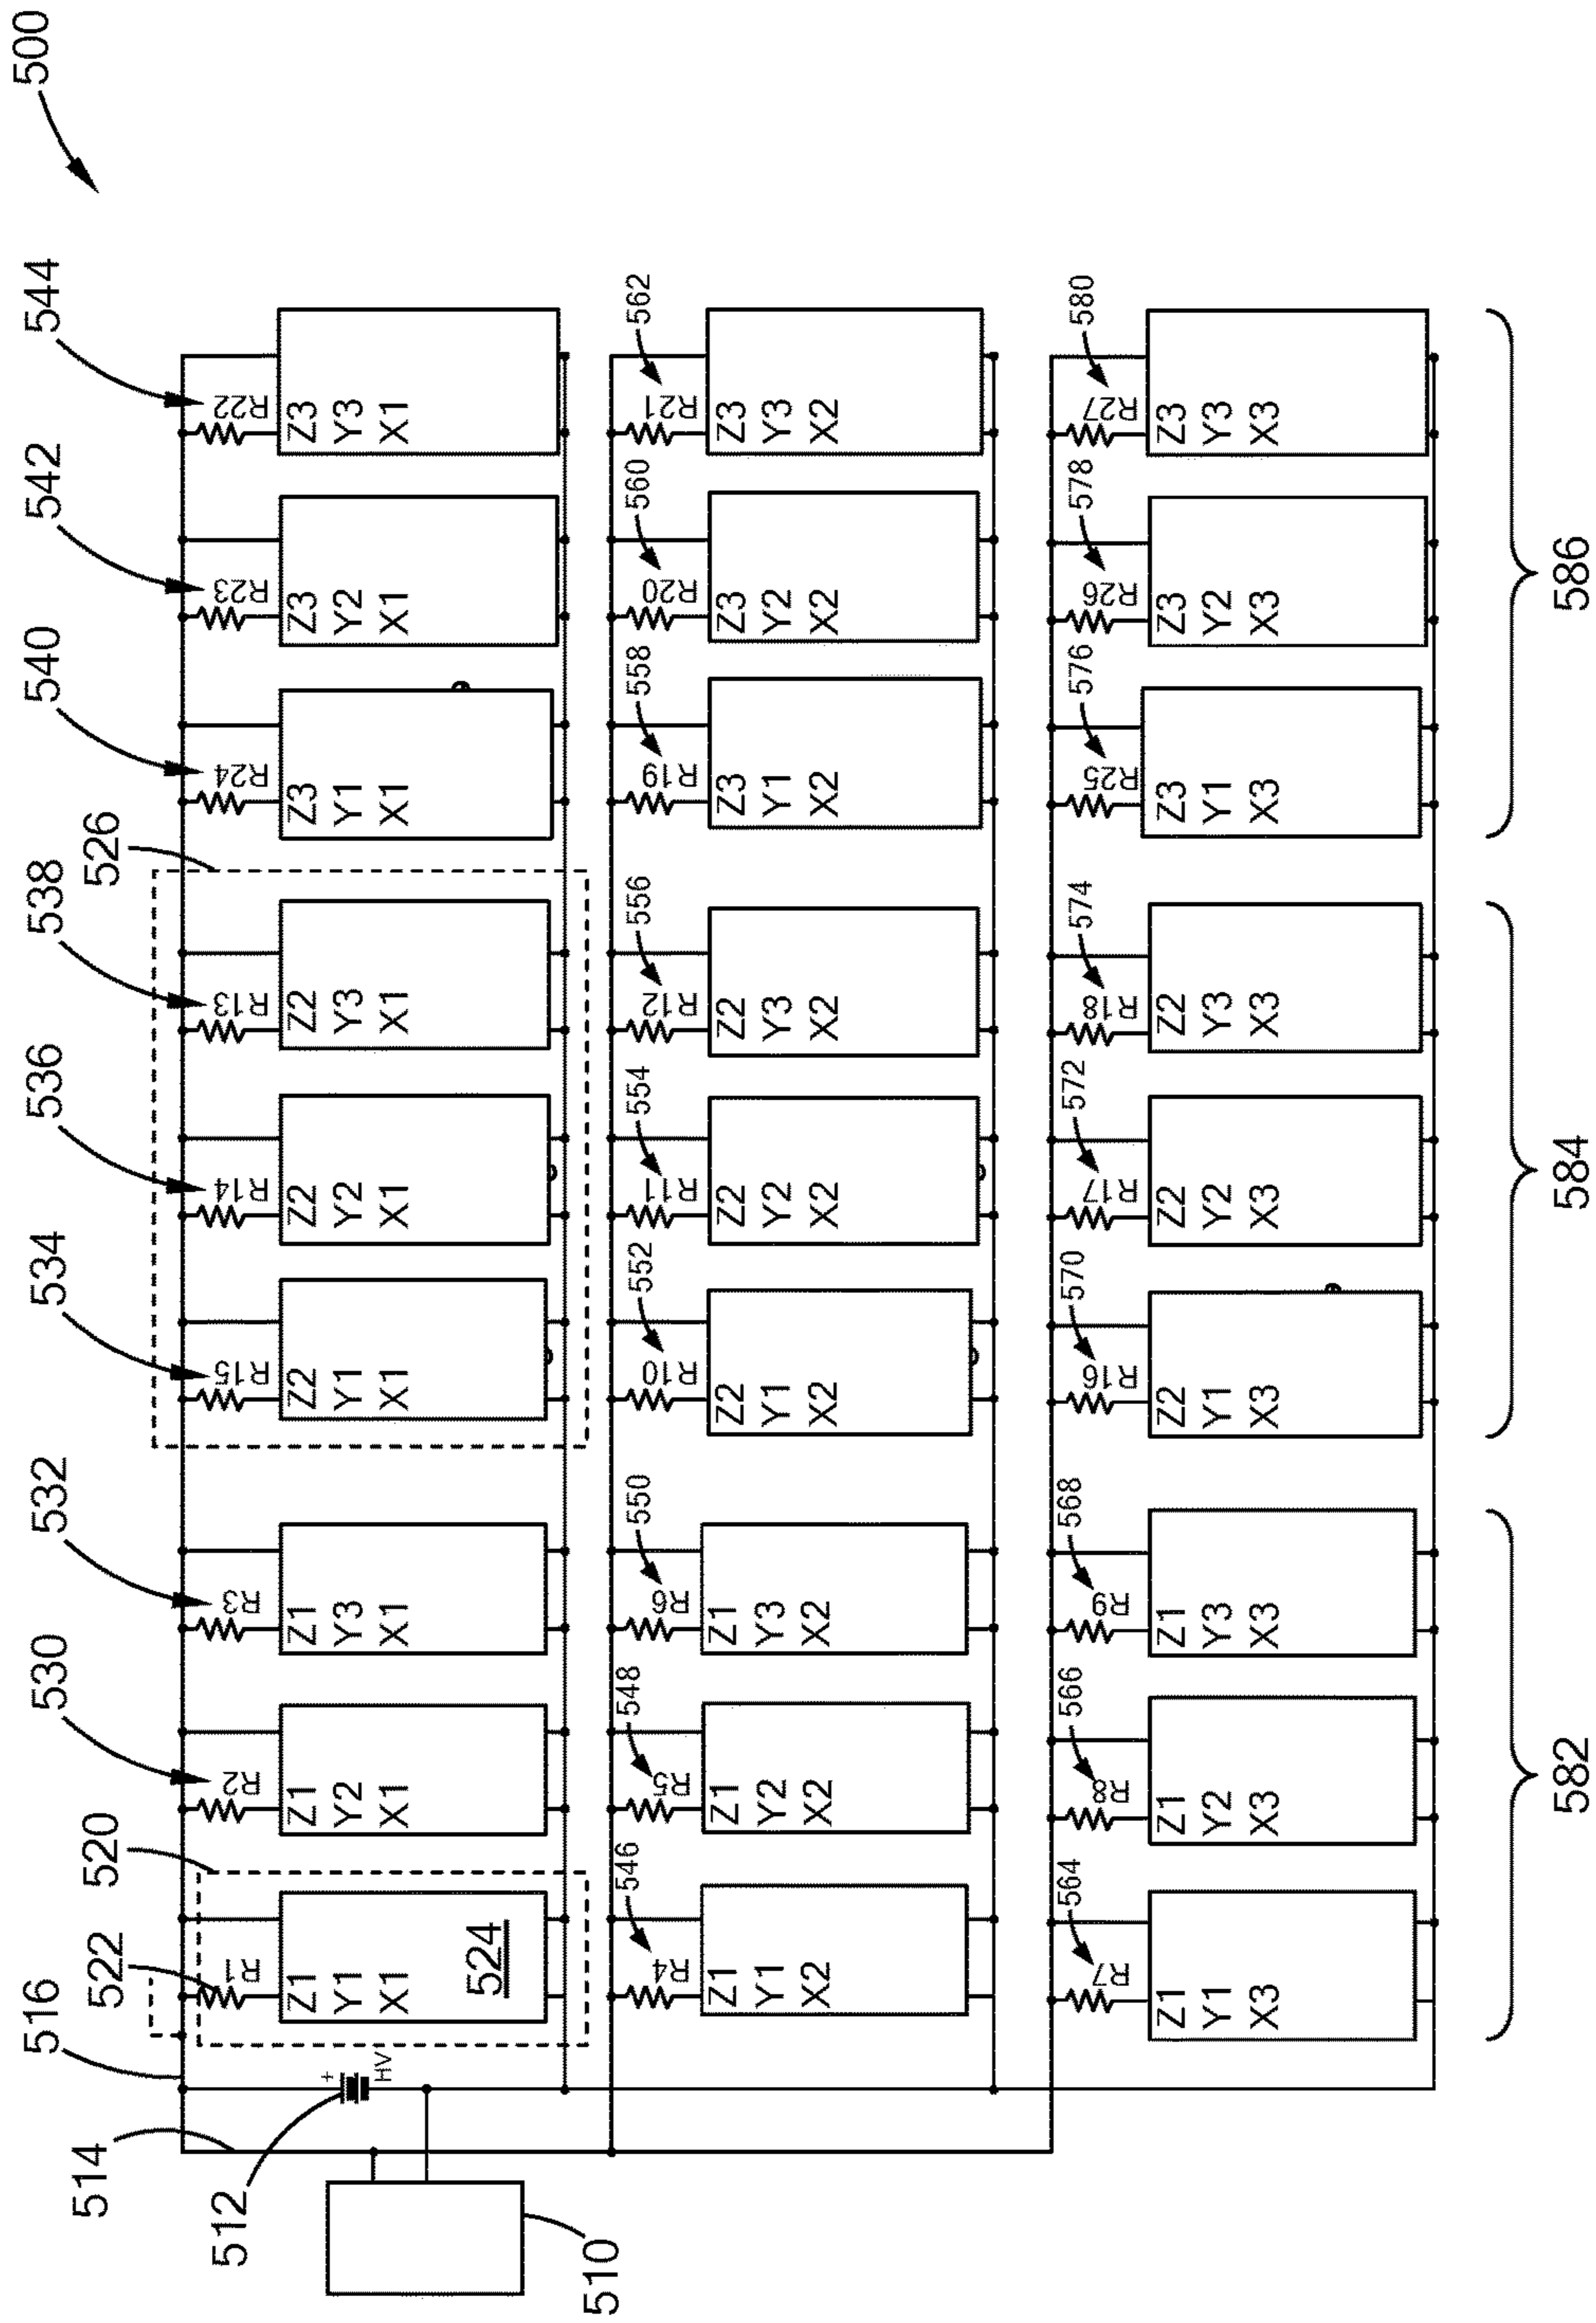 500
544
542
540
526
538
536
534
532
530
520
522
516
514
512
510
+
HV
R1
Z1
Y1
X1
524
R2
Z1
Y2
X1
R3
Z1
Y3
X1
R15
Z2
Y1
X1
R14
Z2
Y2
X1
R13
Z2
Y3
X1
R24
Z3
Y1
X1
R23
Z3
Y2
X1
R22
Z3
Y3
X1
546
R4
Z1
Y1
X2
548
R5
Z1
Y2
X2
550
R6
Z1
Y3
X2
552
R10
Z2
Y1
X2
554
R11
Z2
Y2
X2
556
R12
Z2
Y3
X2
558
R19
Z3
Y1
X2
560
R20
Z3
Y2
X2
562
R21
Z3
Y3
X2
564
R7
Z1
Y1
X3
566
R8
Z1
Y2
X3
568
R9
Z1
Y3
X3
570
R16
Z2
Y1
X3
572
R17
Z2
Y2
X3
574
R18
Z2
Y3
X3
576
R25
Z3
Y1
X3
578
R26
Z3
Y2
X3
580
R27
Z3
Y3
X3
582
584
586